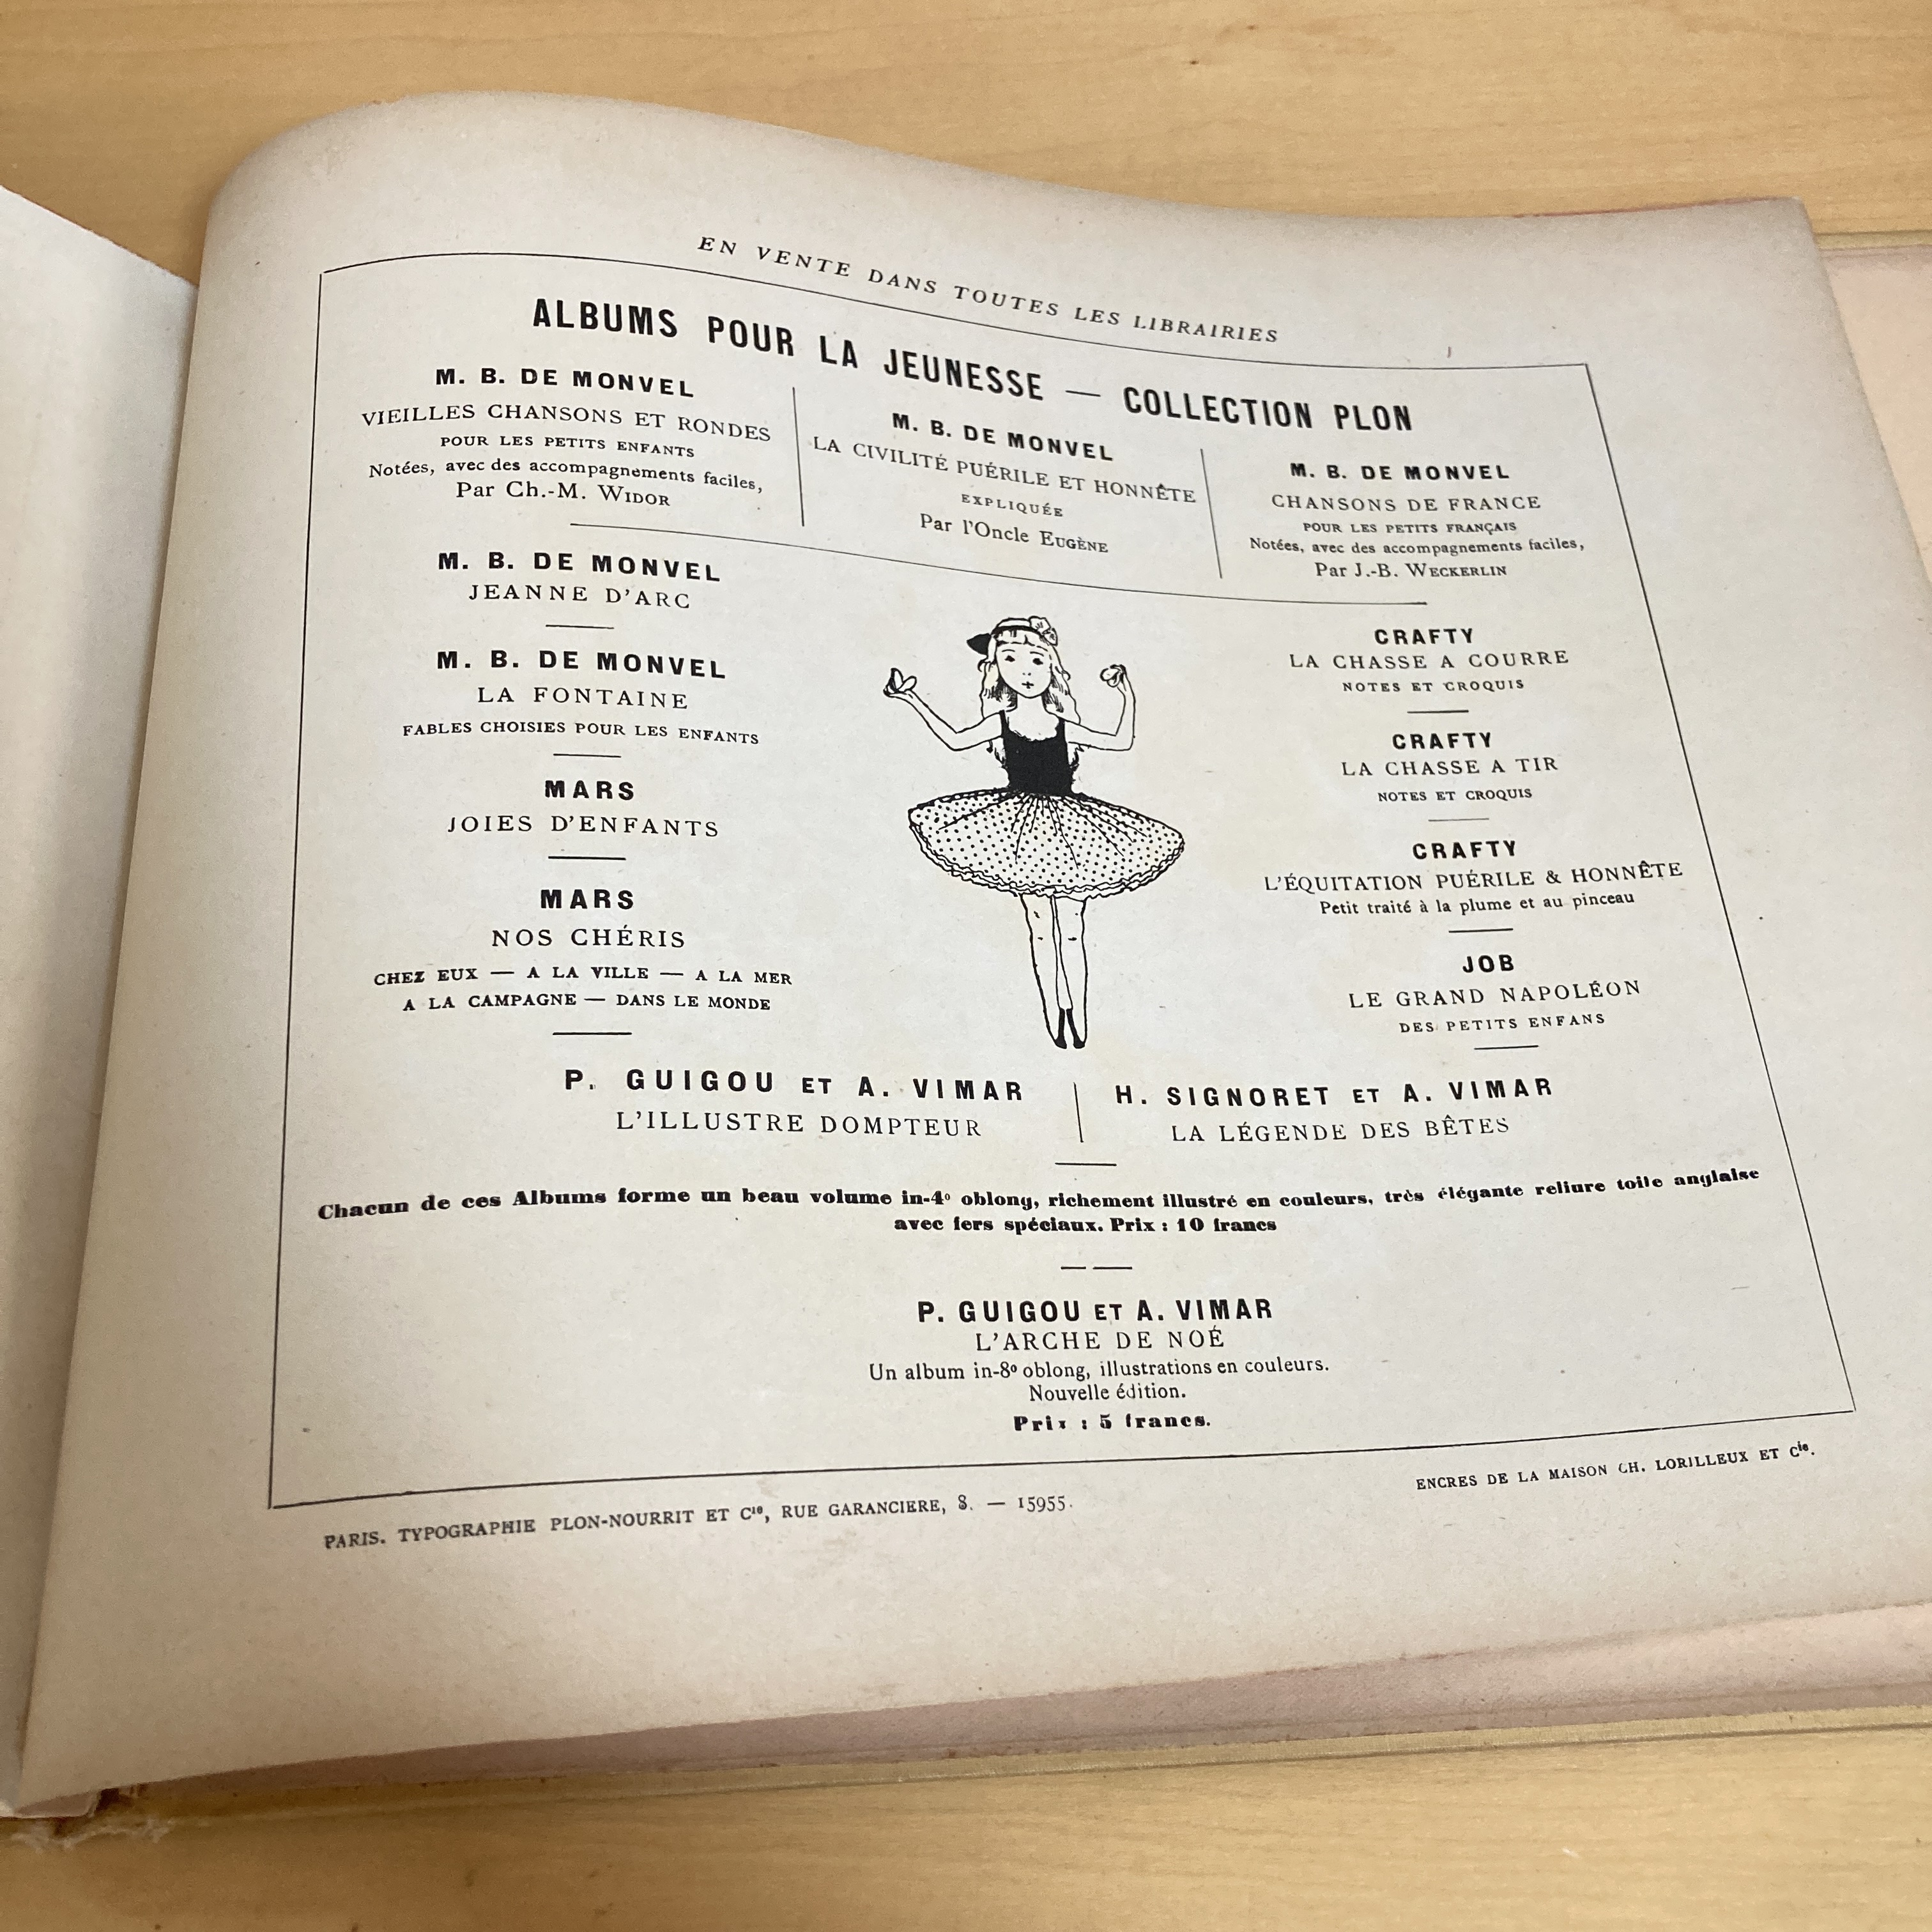 EN VENTE DANS TOUTES LES LIBRAIRIES
ALBUMS POUR LA JEUNESSE — COLLECTION PLON
M. B. DE MONVEL
VIEILLES CHANSONS ET RONDES
POUR LES PETITS ENFANTS
Notées, avec des accompagnements faciles,
Par Ch.-M. WIDOR
M. B. DE MONVEL
LA CIVILITÉ PUÉRILE ET HONNÊTE
EXPLIQUÉE
Par l'Oncle EUGÈNE
M. B. DE MONVEL
CHANSONS DE FRANCE
POUR LES PETITS FRANÇAIS
Notées, avec des accompagnements faciles,
Par J.-B. WECKERLIN
M. B. DE MONVEL
JEANNE D'ARC
M. B. DE MONVEL
LA FONTAINE
FABLES CHOISIES POUR LES ENFANTS
MARS
JOIES D'ENFANTS
MARS
NOS CHÉRIS
CHEZ EUX — A LA VILLE — A LA MER
A LA CAMPAGNE — DANS LE MONDE
CRAFTY
LA CHASSE A COURRE
NOTES ET CROQUIS
CRAFTY
LA CHASSE A TIR
NOTES ET CROQUIS
CRAFTY
L'ÉQUITATION PUÉRILE & HONNÊTE
Petit traité à la plume et au pinceau
JOB
LE GRAND NAPOLÉON
DES PETITS ENFANS
P. GUIGOU ET A. VIMAR
L'ILLUSTRE DOMPTEUR
H. SIGNORET ET A. VIMAR
LA LÉGENDE DES BÊTES
Chacun de ces Albums forme un beau volume in-4º oblong, richement illustré en couleurs, très élégante reliure toile anglaise
avec fers spéciaux. Prix : 10 francs
P. GUIGOU ET A. VIMAR
L'ARCHE DE NOÉ
Un album in-8º oblong, illustrations en couleurs.
Nouvelle édition.
Prix : 5 francs.
PARIS. TYPOGRAPHIE PLON-NOURRIT ET Cie, RUE GARANCIERE, 8. — 15955.
ENCRES DE LA MAISON CH. LORILLEUX ET Cie.